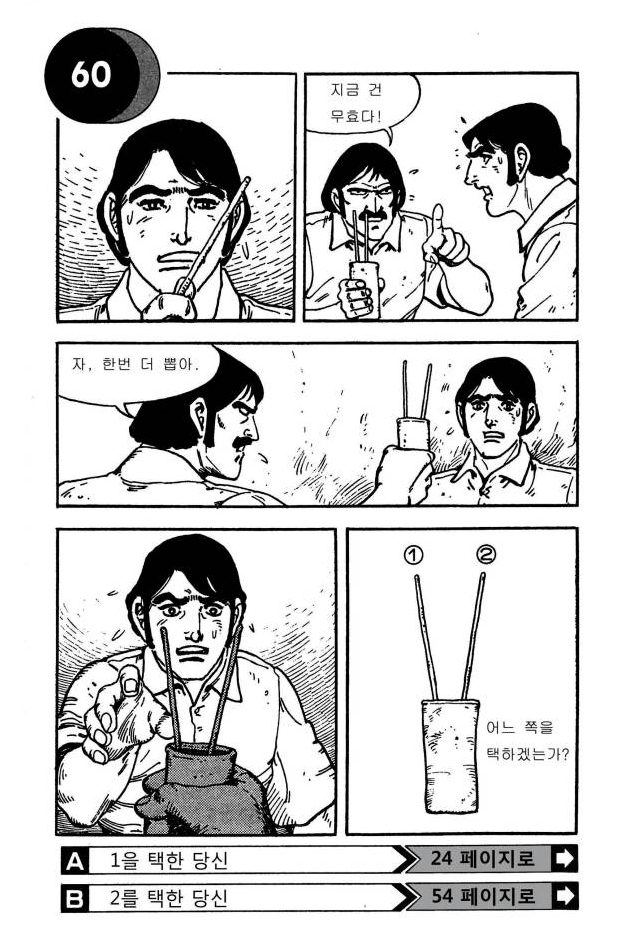 60
지금 건
무효다!
자, 한번 더 뽑아.
① ②
어느 쪽을
택하겠는가?
A 1을 택한 당신 24 페이지로
B 2를 택한 당신 54 페이지로